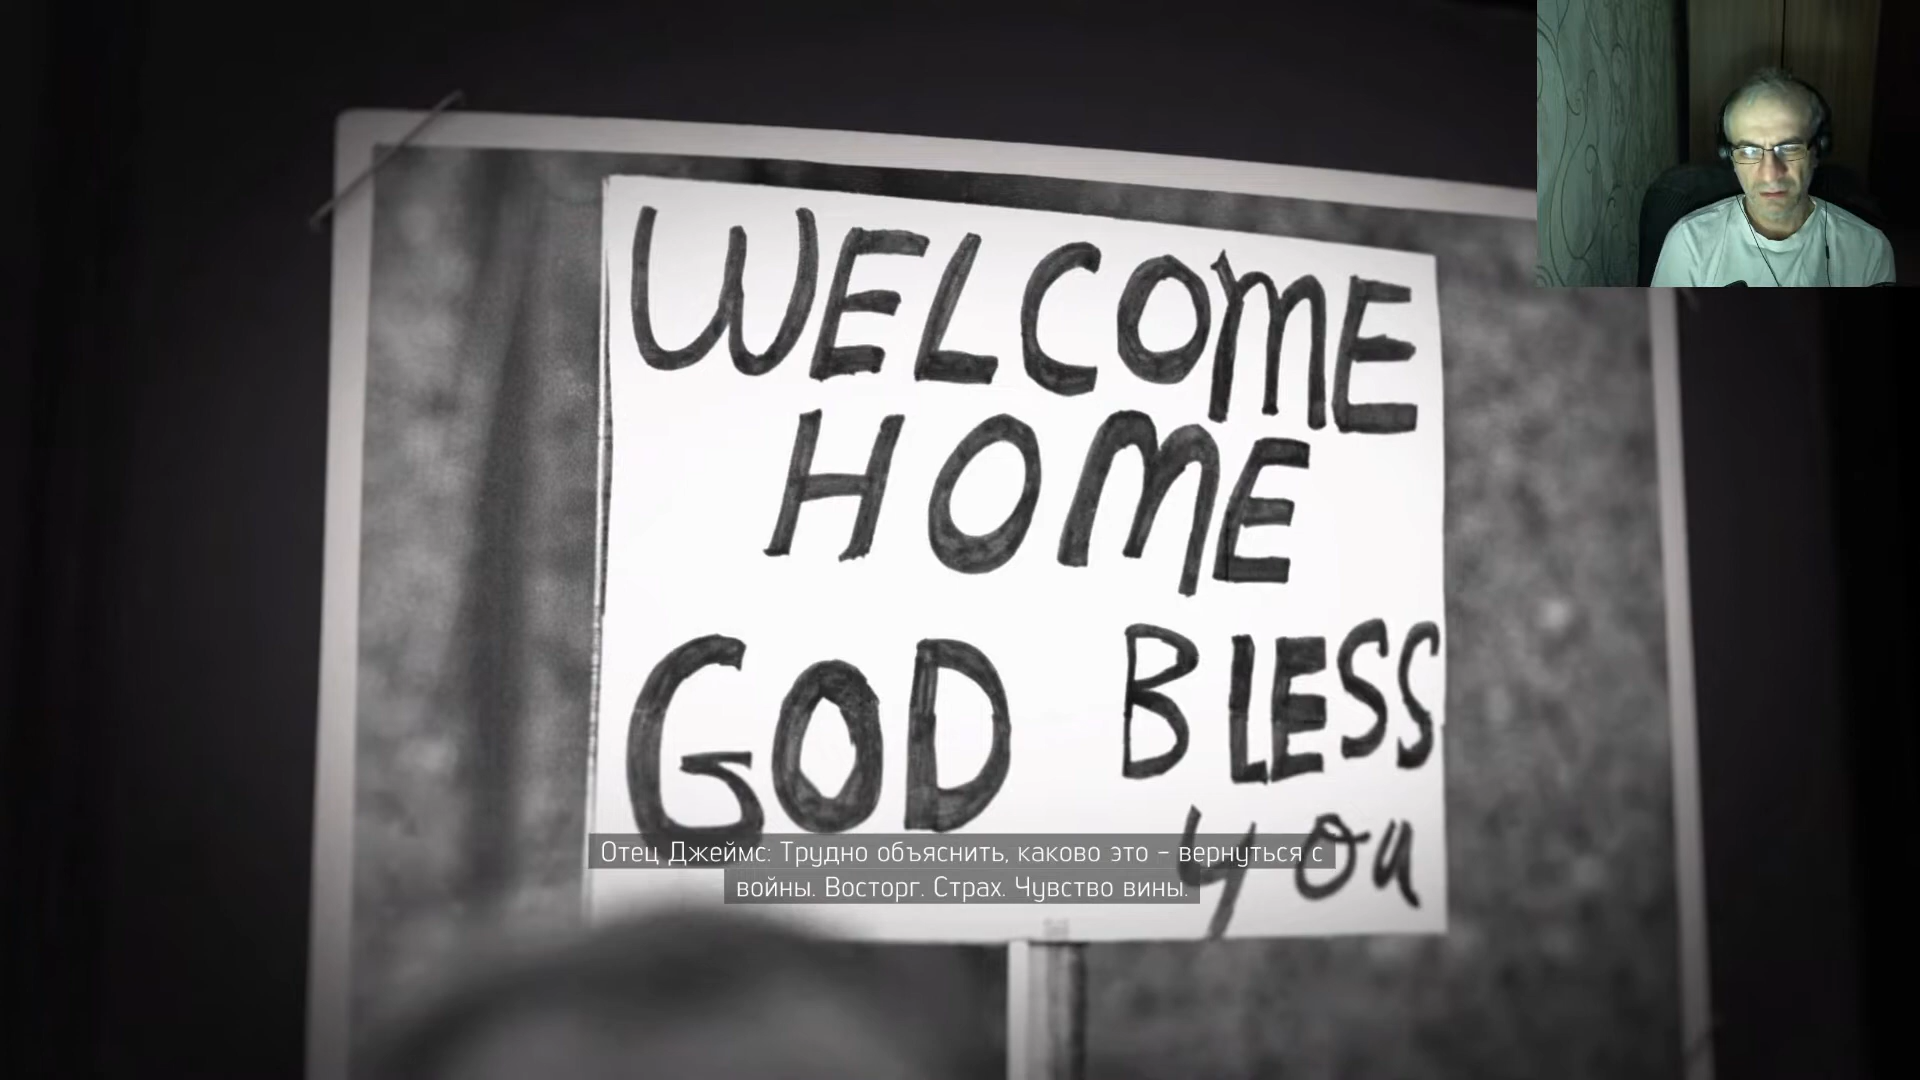 WELCOME
HOME
GOD BLESS
you
Отец Джеймс: Трудно объяснить, каково это – вернуться с
войны. Восторг. Страх. Чувство вины.